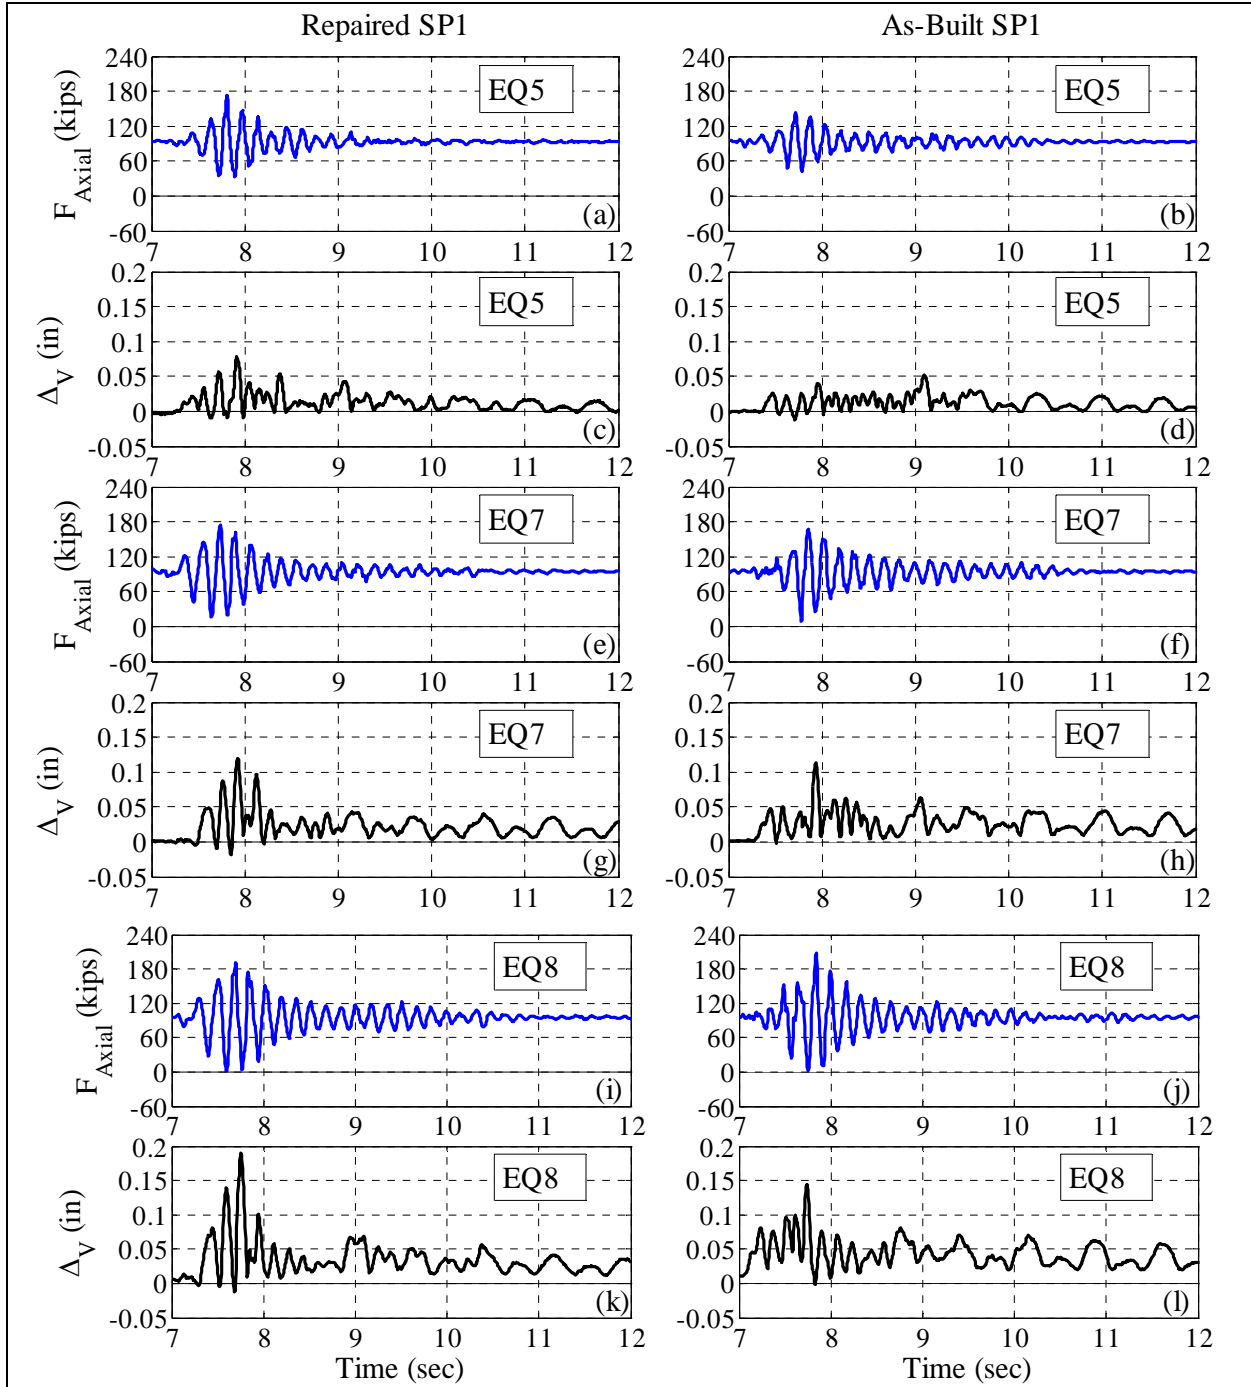 Repaired SP1 As-Built SP1
240 240
180 EQ5 180 EQ5
120 120
60 60
0 0
-60 (a) -60 (b)
F_Axial (kips)
7 8 9 10 11 12 7 8 9 10 11 12
0.2 0.2
0.15 EQ5 0.15 EQ5
0.1 0.1
0.05 0.05
0 0
-0.05 (c) -0.05 (d)
Δ_V (in)
7 8 9 10 11 12 7 8 9 10 11 12
240 240
180 EQ7 180 EQ7
120 120
60 60
0 0
-60 (e) -60 (f)
F_Axial (kips)
7 8 9 10 11 12 7 8 9 10 11 12
0.2 0.2
0.15 EQ7 0.15 EQ7
0.1 0.1
0.05 0.05
0 0
-0.05 (g) -0.05 (h)
Δ_V (in)
7 8 9 10 11 12 7 8 9 10 11 12
240 240
180 EQ8 180 EQ8
120 120
60 60
0 0
-60 (i) -60 (j)
F_Axial (kips)
7 8 9 10 11 12 7 8 9 10 11 12
0.2 0.2
0.15 EQ8 0.15 EQ8
0.1 0.1
0.05 0.05
0 0
-0.05 (k) -0.05 (l)
Δ_V (in)
7 8 9 10 11 12 7 8 9 10 11 12
Time (sec) Time (sec)